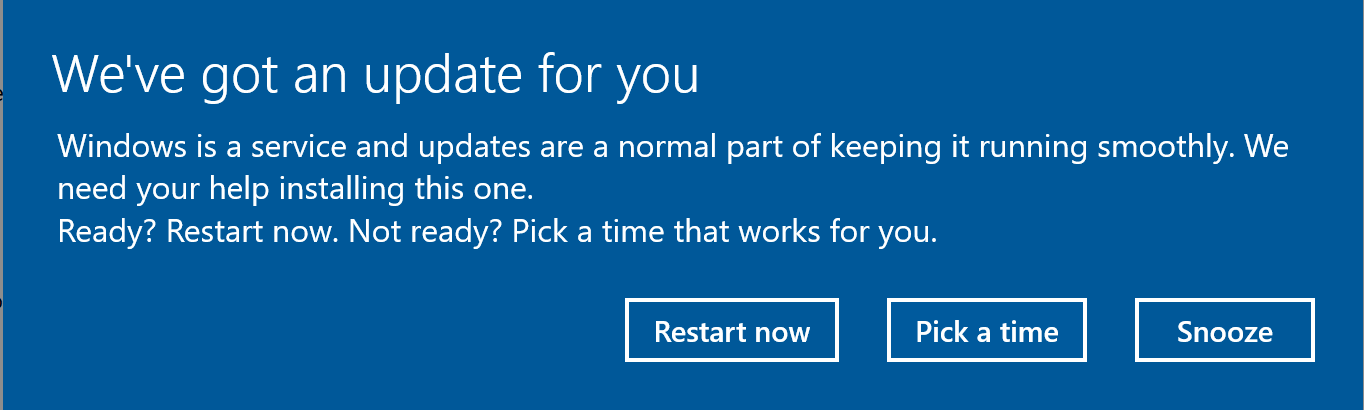 We've got an update for you
Windows is a service and updates are a normal part of keeping it running smoothly. We
need your help installing this one.
Ready? Restart now. Not ready? Pick a time that works for you.
Restart now Pick a time Snooze